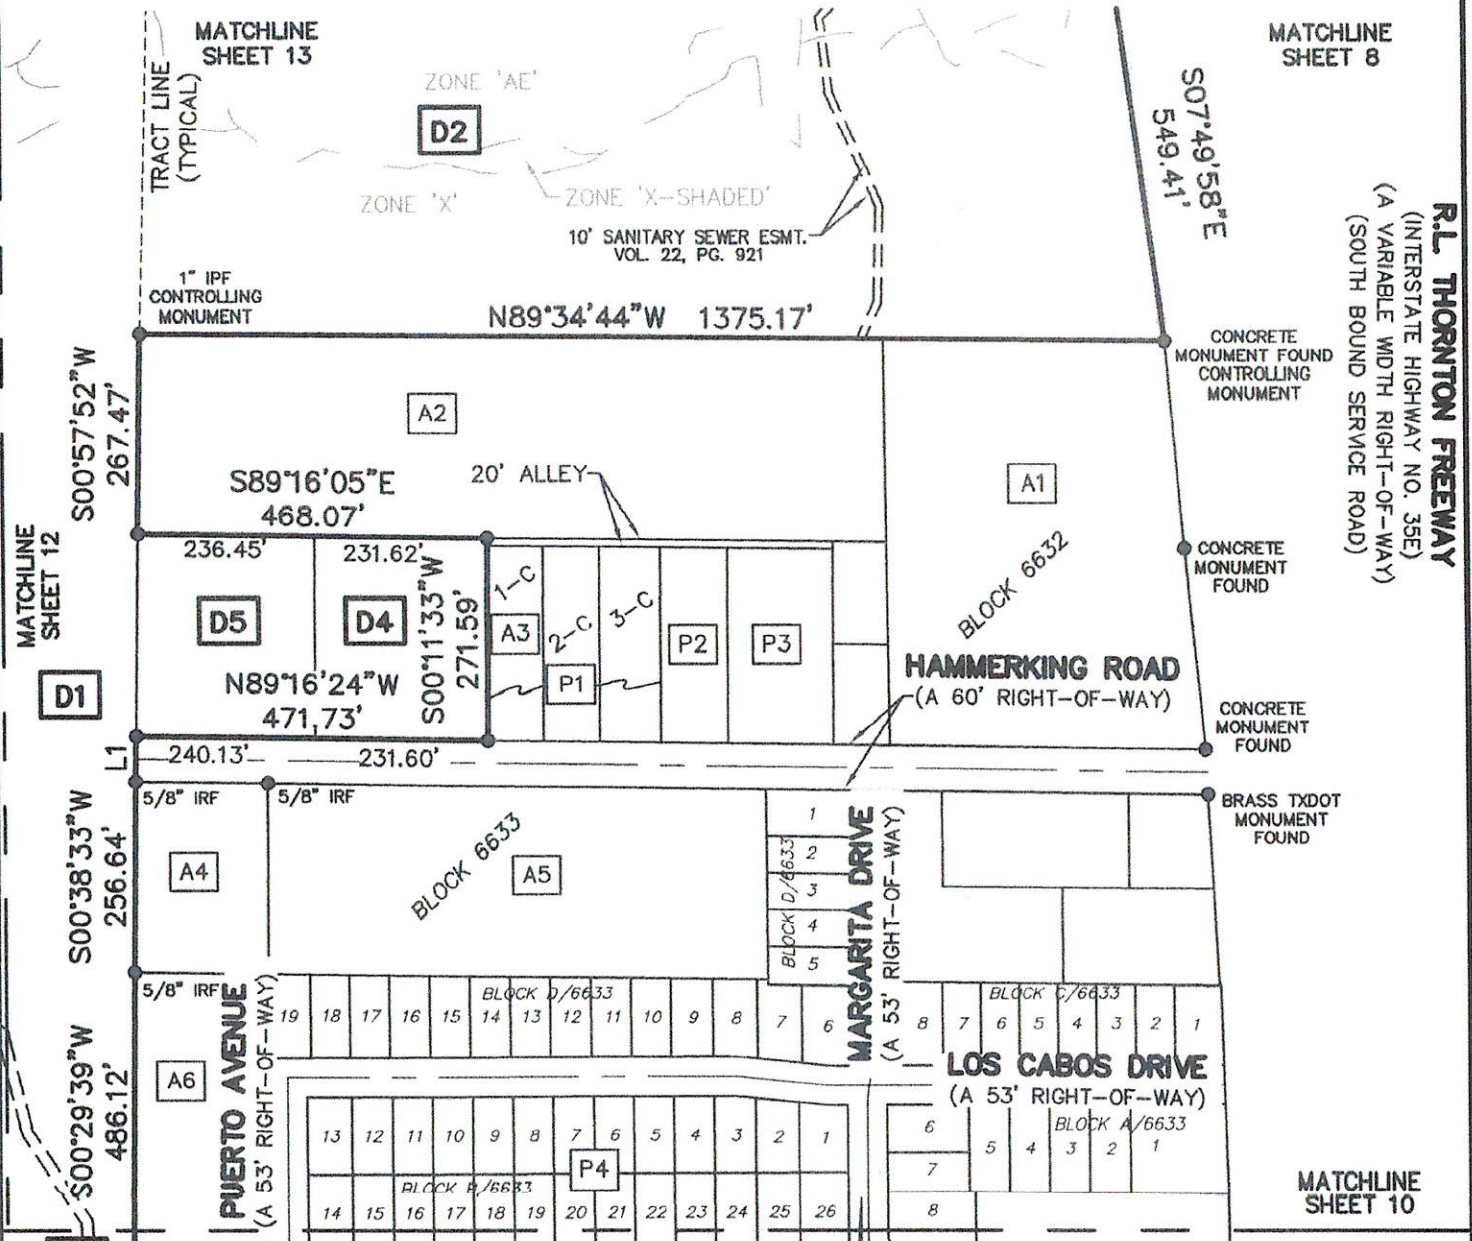 MATCHLINE
SHEET 13
MATCHLINE
SHEET 8
TRACT LINE
(TYPICAL)
ZONE 'AE'
D2
ZONE 'X'
ZONE 'X-SHADED'
10' SANITARY SEWER ESMT.
VOL. 22, PG. 921
S07°49'58"E
549.41'
R.L. THORNTON FREEWAY
(INTERSTATE HIGHWAY NO. 35E)
(A VARIABLE WIDTH RIGHT-OF-WAY)
(SOUTH BOUND SERVICE ROAD)
1" IPF
CONTROLLING
MONUMENT
N89°34'44"W 1375.17'
CONCRETE
MONUMENT FOUND
CONTROLLING
MONUMENT
S00°57'52"W
267.47'
A2
S89°16'05"E
468.07'
20' ALLEY
A1
BLOCK 6632
CONCRETE
MONUMENT
FOUND
MATCHLINE
SHEET 12
236.45'
231.62'
D5
D4
S00°11'33"W
271.59'
1-C
2-C
3-C
A3
P1
P2
P3
N89°16'24"W
471.73'
D1
HAMMERKING ROAD
(A 60' RIGHT-OF-WAY)
CONCRETE
MONUMENT
FOUND
L1
240.13'
231.60'
5/8" IRF
5/8" IRF
BRASS TXDOT
MONUMENT
FOUND
S00°38'33"W
256.64'
A4
BLOCK 6633
A5
1
2
3
4
5
BLOCK D/6633
MARGARITA DRIVE
(A 53' RIGHT-OF-WAY)
5/8" IRF
PUERTO AVENUE
(A 53' RIGHT-OF-WAY)
BLOCK D/6633
19 18 17 16 15 14 13 12 11 10 9 8 7 6
BLOCK C/6633
8 7 6 5 4 3 2 1
LOS CABOS DRIVE
(A 53' RIGHT-OF-WAY)
S00°29'39"W
486.12'
A6
13 12 11 10 9 8 7 6 5 4 3 2 1
P4
BLOCK B/6633
14 15 16 17 18 19 20 21 22 23 24 25 26
BLOCK A/6633
6
5 4 3 2 1
7
8
MATCHLINE
SHEET 10